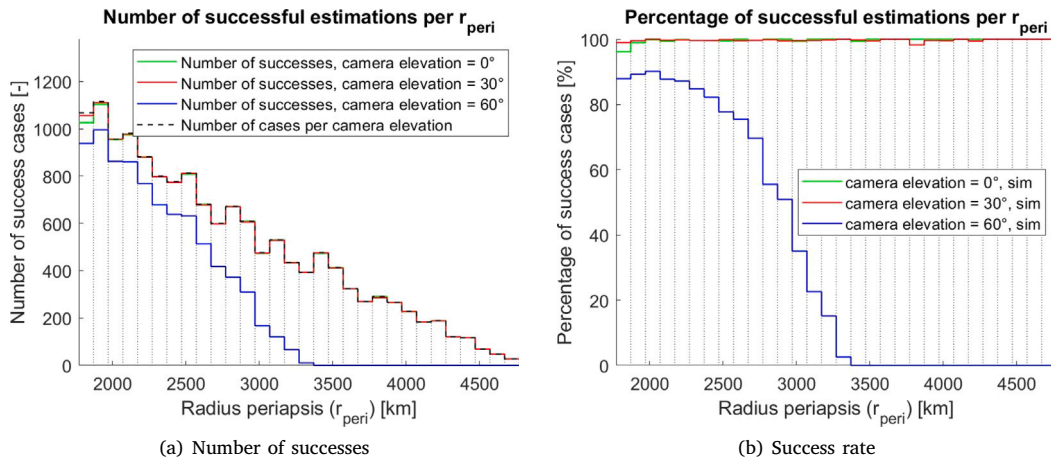 Number of successful estimations per r_peri
Number of successes, camera elevation = 0°
Number of successes, camera elevation = 30°
Number of successes, camera elevation = 60°
Number of cases per camera elevation
Number of success cases [-]
1200
1000
800
600
400
200
0
2000 2500 3000 3500 4000 4500
Radius periapsis (r_peri) [km]
(a) Number of successes
Percentage of successful estimations per r_peri
camera elevation = 0°, sim
camera elevation = 30°, sim
camera elevation = 60°, sim
Percentage of success cases [%]
100
80
60
40
20
0
2000 2500 3000 3500 4000 4500
Radius periapsis (r_peri) [km]
(b) Success rate